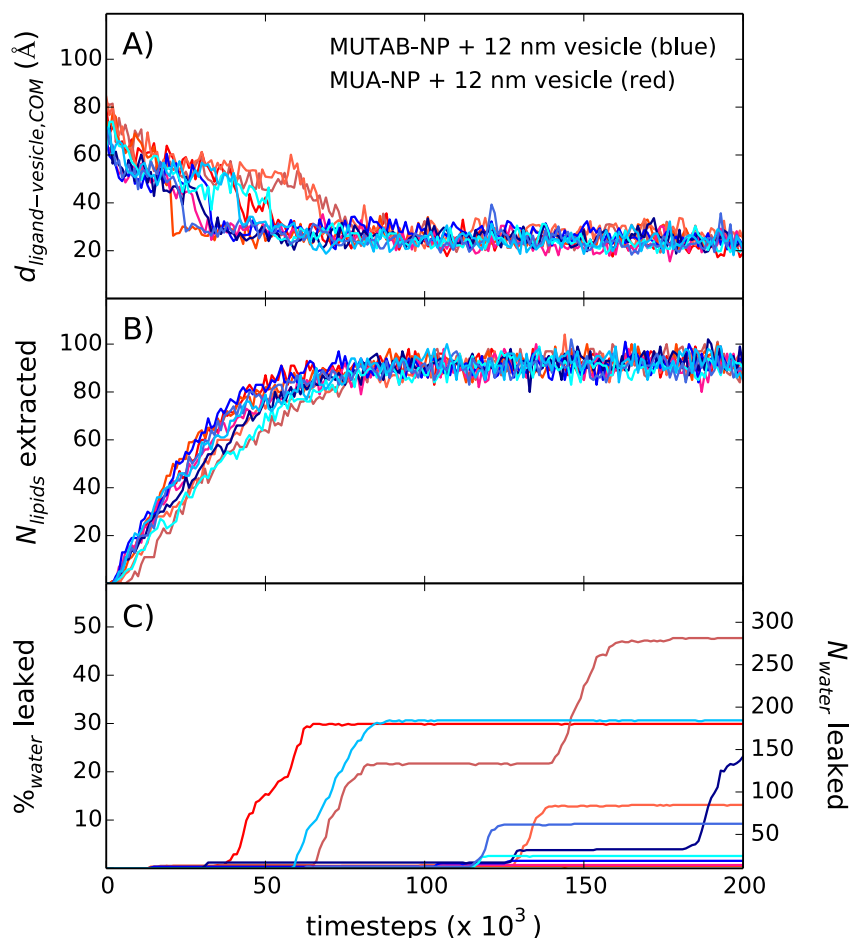 A)
MUTAB-NP + 12 nm vesicle (blue)
MUA-NP + 12 nm vesicle (red)
d_ligand−vesicle,COM (Å)
100
80
60
40
20
B)
N_lipids extracted
100
80
60
40
20
C)
%_water leaked
50
40
30
20
10
300
250
200
150
100
50
N_water leaked
0 50 100 150 200
timesteps (x 10³)